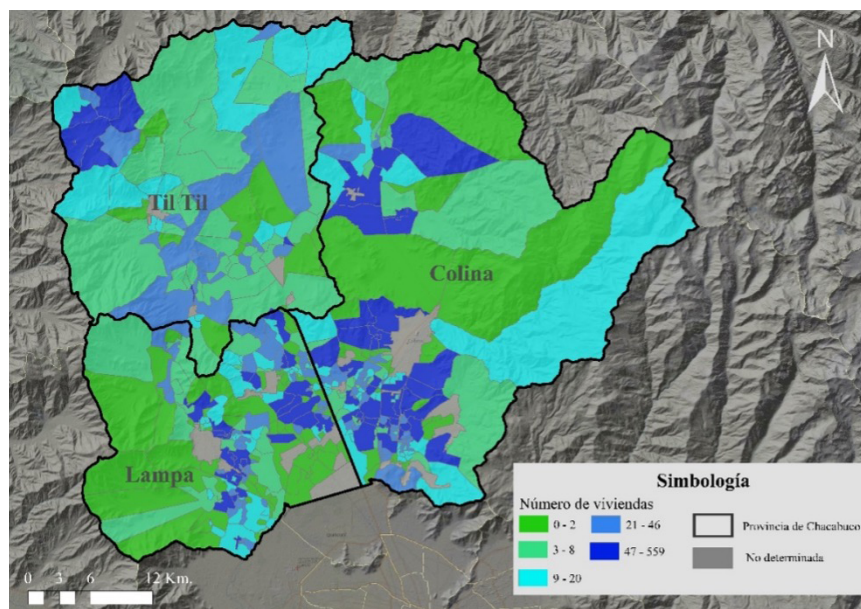 N
Til Til
Colina
Lampa
Simbología
Número de viviendas
0 - 2
21 - 46
Provincia de Chacabuco
3 - 8
47 - 559
No determinada
9 - 20
0 3 6 12 Km.